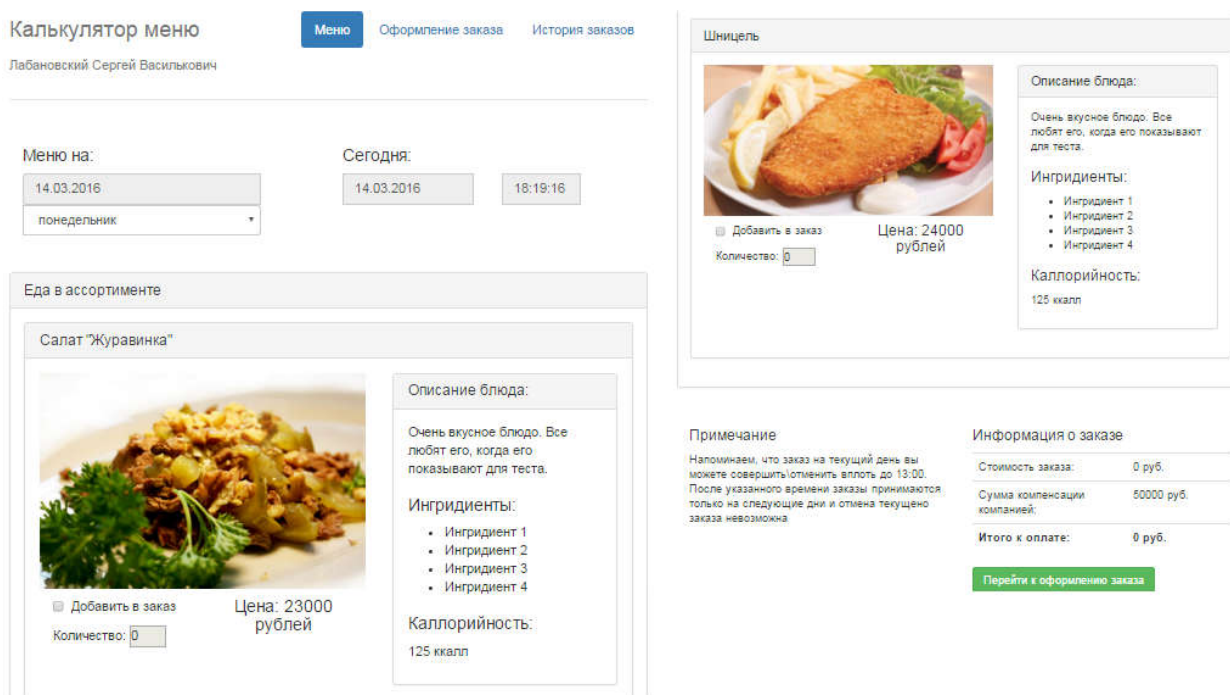 Калькулятор меню
Меню
Оформление заказа
История заказов
Лабановский Сергей Василькович
Меню на:
14.03.2016
понедельник
Сегодня:
14.03.2016
18:19:16
Еда в ассортименте
Салат "Журавинка"
Добавить в заказ
Количество: 0
Цена: 23000
рублей
Описание блюда:
Очень вкусное блюдо. Все
любят его, когда его
показывают для теста.
Ингридиенты:
Ингридиент 1
Ингридиент 2
Ингридиент 3
Ингридиент 4
Каллорийность:
125 ккалл
Шницель
Добавить в заказ
Количество: 0
Цена: 24000
рублей
Описание блюда:
Очень вкусное блюдо. Все
любят его, когда его показывают
для теста.
Ингридиенты:
Ингридиент 1
Ингридиент 2
Ингридиент 3
Ингридиент 4
Каллорийность:
125 ккалл
Примечание
Напоминаем, что заказ на текущий день вы
можете совершить\отменить вплоть до 13:00.
После указанного времени заказы принимаются
только на следующие дни и отмена текущено
заказа невозможна
Информация о заказе
Стоимость заказа: 0 руб.
Сумма компенсации 50000 руб.
компанией:
Итого к оплате: 0 руб.
Перейти к оформлению заказа